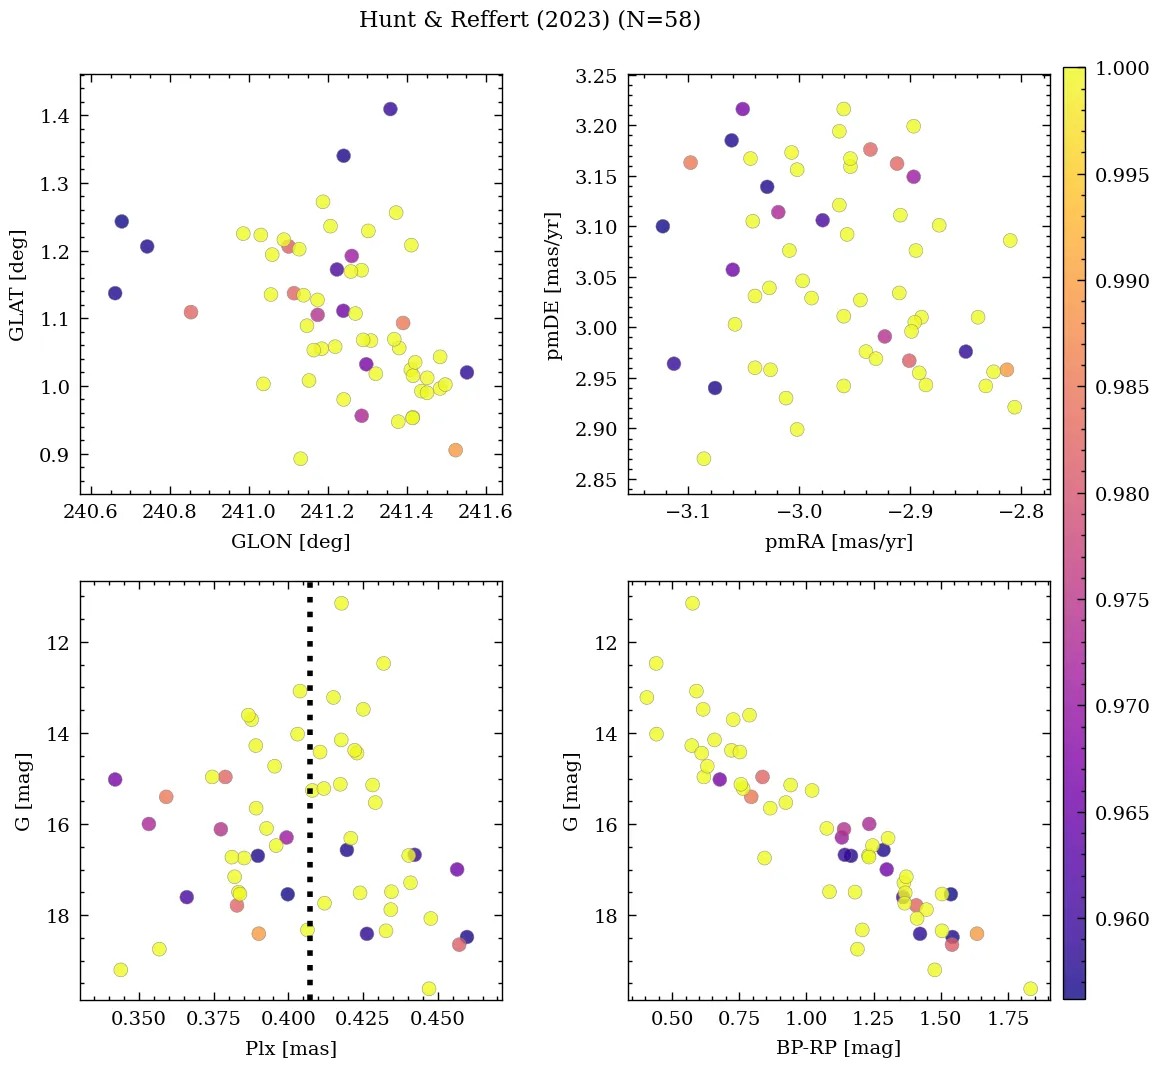 Hunt & Reffert (2023) (N=58)
1.4
1.3
1.2
1.1
1.0
0.9
GLAT [deg]
240.6 240.8 241.0 241.2 241.4 241.6
GLON [deg]
3.25
3.20
3.15
3.10
3.05
3.00
2.95
2.90
2.85
pmDE [mas/yr]
−3.1 −3.0 −2.9 −2.8
pmRA [mas/yr]
12
14
16
18
G [mag]
0.350 0.375 0.400 0.425 0.450
Plx [mas]
12
14
16
18
G [mag]
0.50 0.75 1.00 1.25 1.50 1.75
BP-RP [mag]
1.000
0.995
0.990
0.985
0.980
0.975
0.970
0.965
0.960